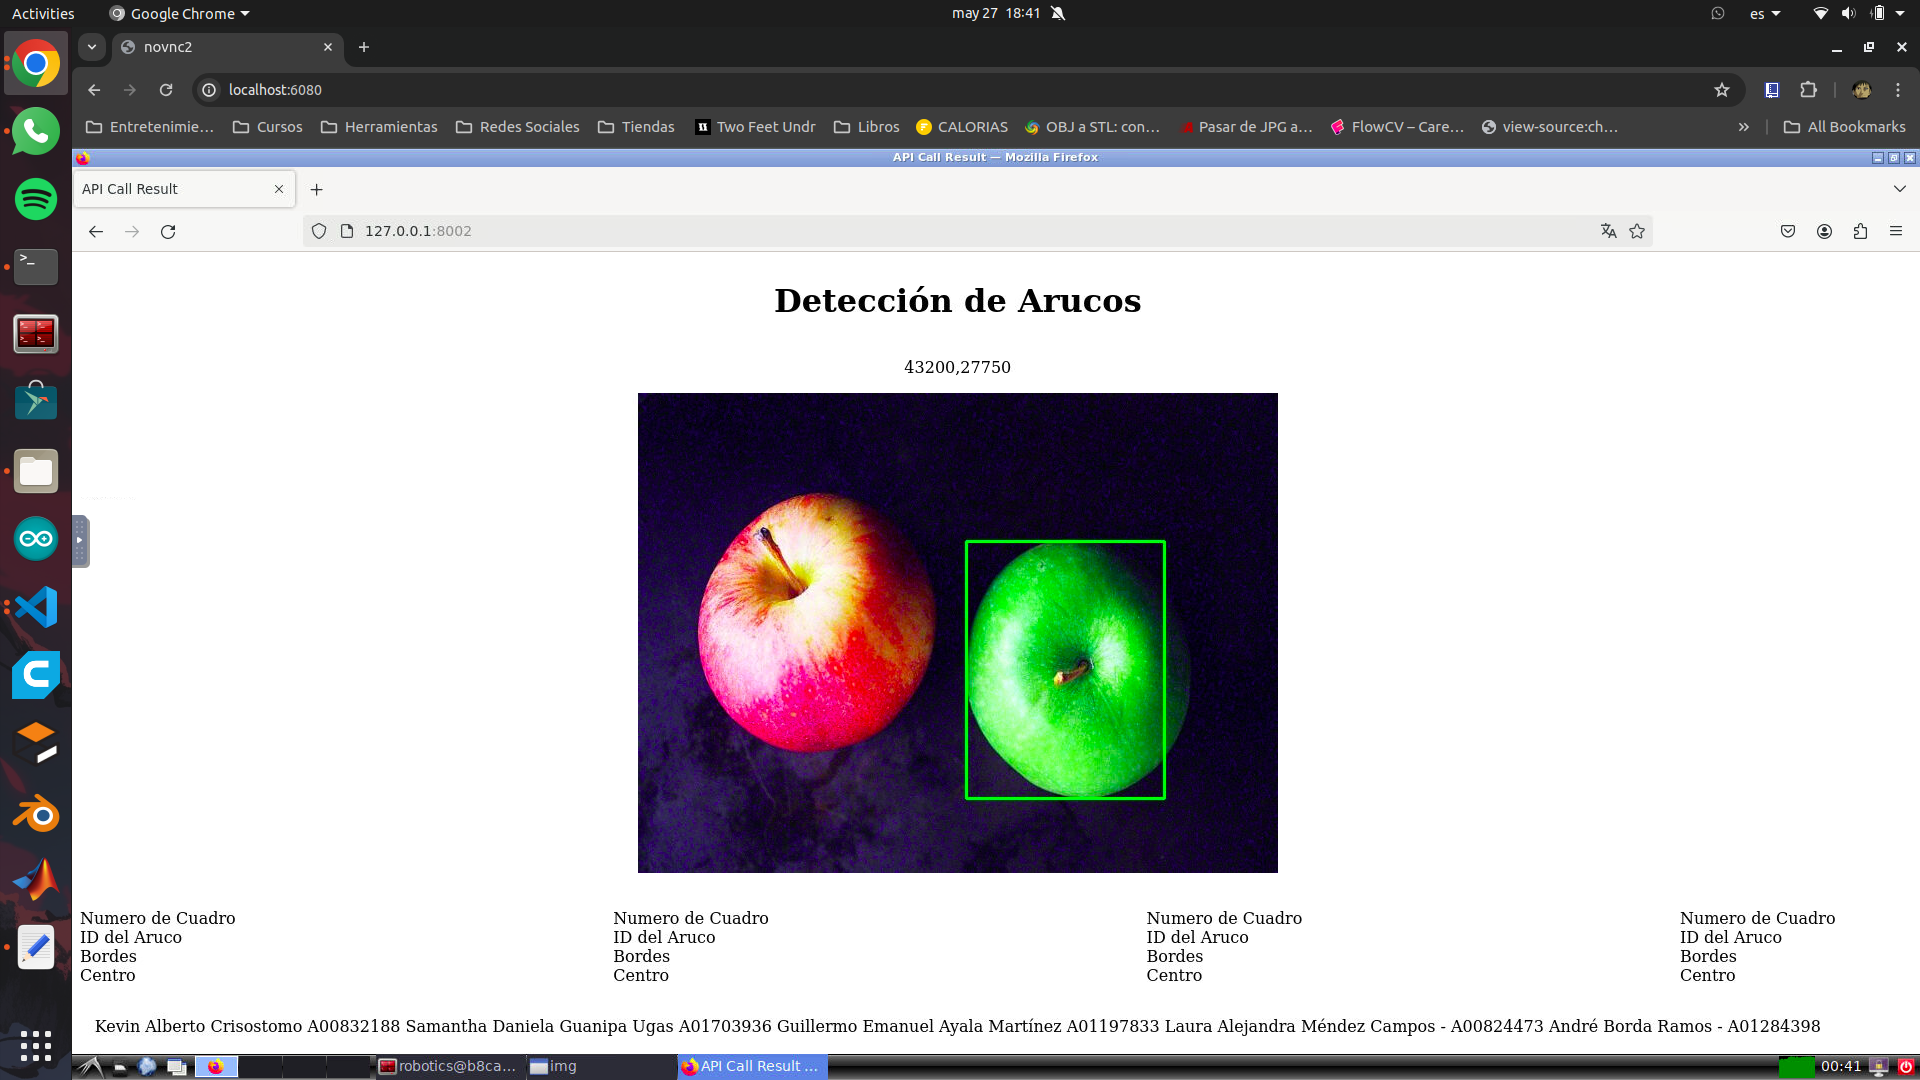 Activities
Google Chrome
may 27 18:41
es
novnc2
localhost:6080
Entretenimie…
Cursos
Herramientas
Redes Sociales
Tiendas
Two Feet Undr
Libros
CALORIAS
OBJ a STL: con…
Pasar de JPG a…
FlowCV – Care…
view-source:ch…
All Bookmarks
API Call Result — Mozilla Firefox
API Call Result
127.0.0.1:8002
Detección de Arucos
43200,27750
Numero de Cuadro
ID del Aruco
Bordes
Centro
Numero de Cuadro
ID del Aruco
Bordes
Centro
Numero de Cuadro
ID del Aruco
Bordes
Centro
Numero de Cuadro
ID del Aruco
Bordes
Centro
Kevin Alberto Crisostomo A00832188 Samantha Daniela Guanipa Ugas A01703936 Guillermo Emanuel Ayala Martínez A01197833 Laura Alejandra Méndez Campos - A00824473 André Borda Ramos - A01284398
robotics@b8ca...
img
API Call Result ...
00:41